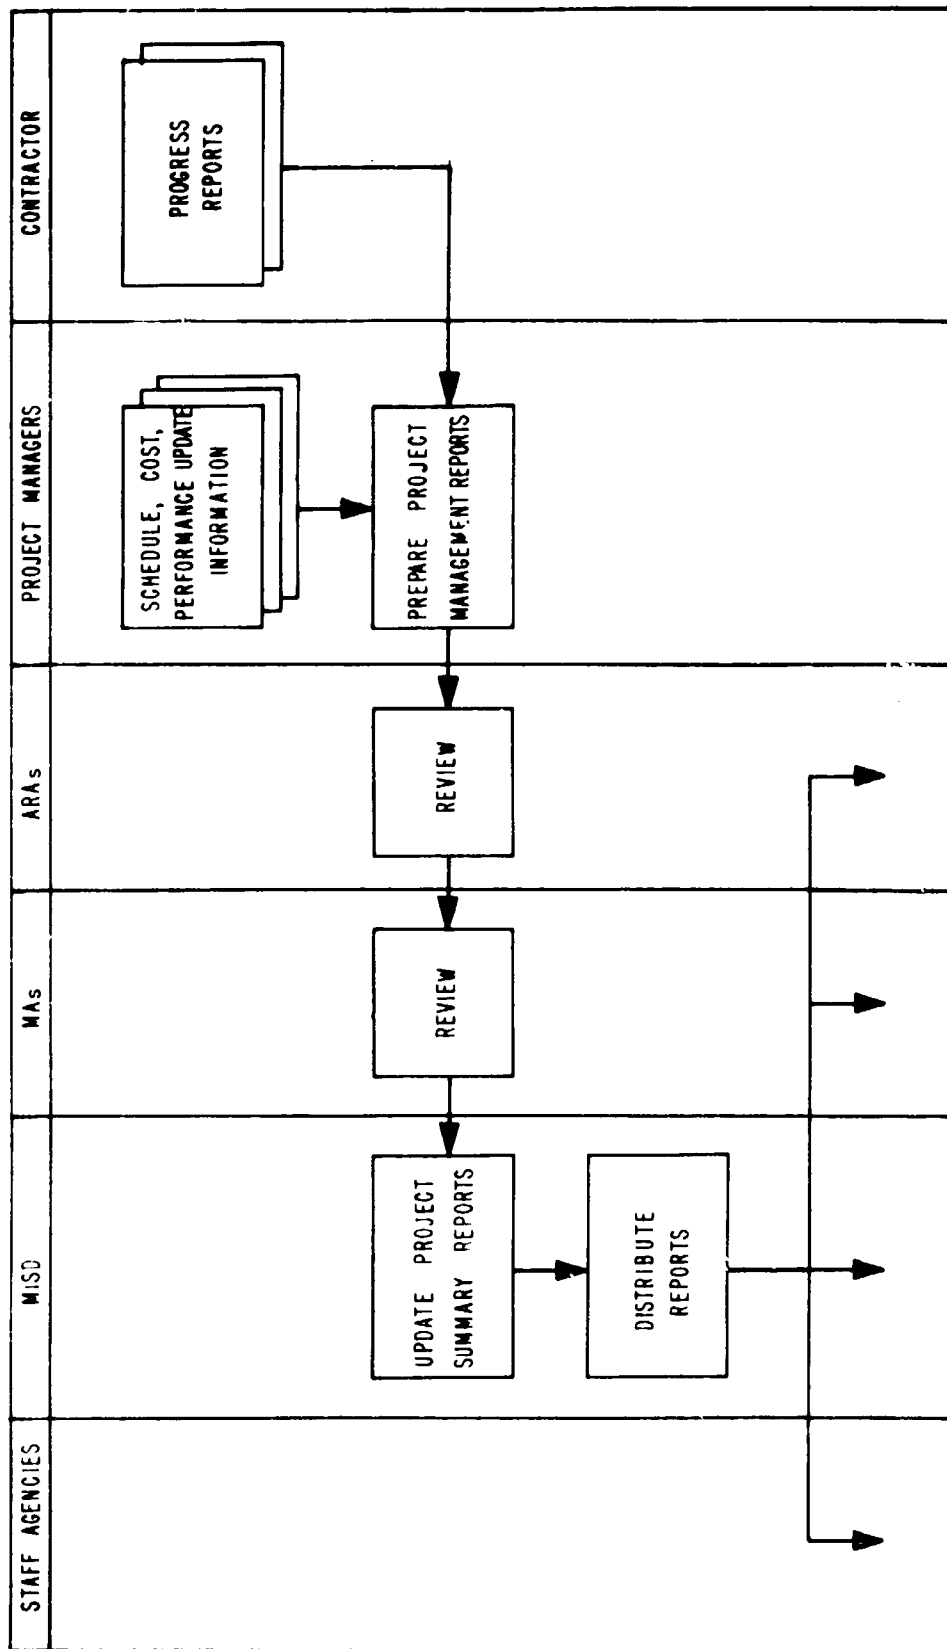 STAFF AGENCIES
MISD
MAs
ARAs
PROJECT MANAGERS
CONTRACTOR
UPDATE PROJECT
SUMMARY REPORTS
DISTRIBUTE
REPORTS
REVIEW
REVIEW
SCHEDULE, COST,
PERFORMANCE UPDATE
INFORMATION
PREPARE PROJECT
MANAGEMENT REPORTS
PROGRESS
REPORTS